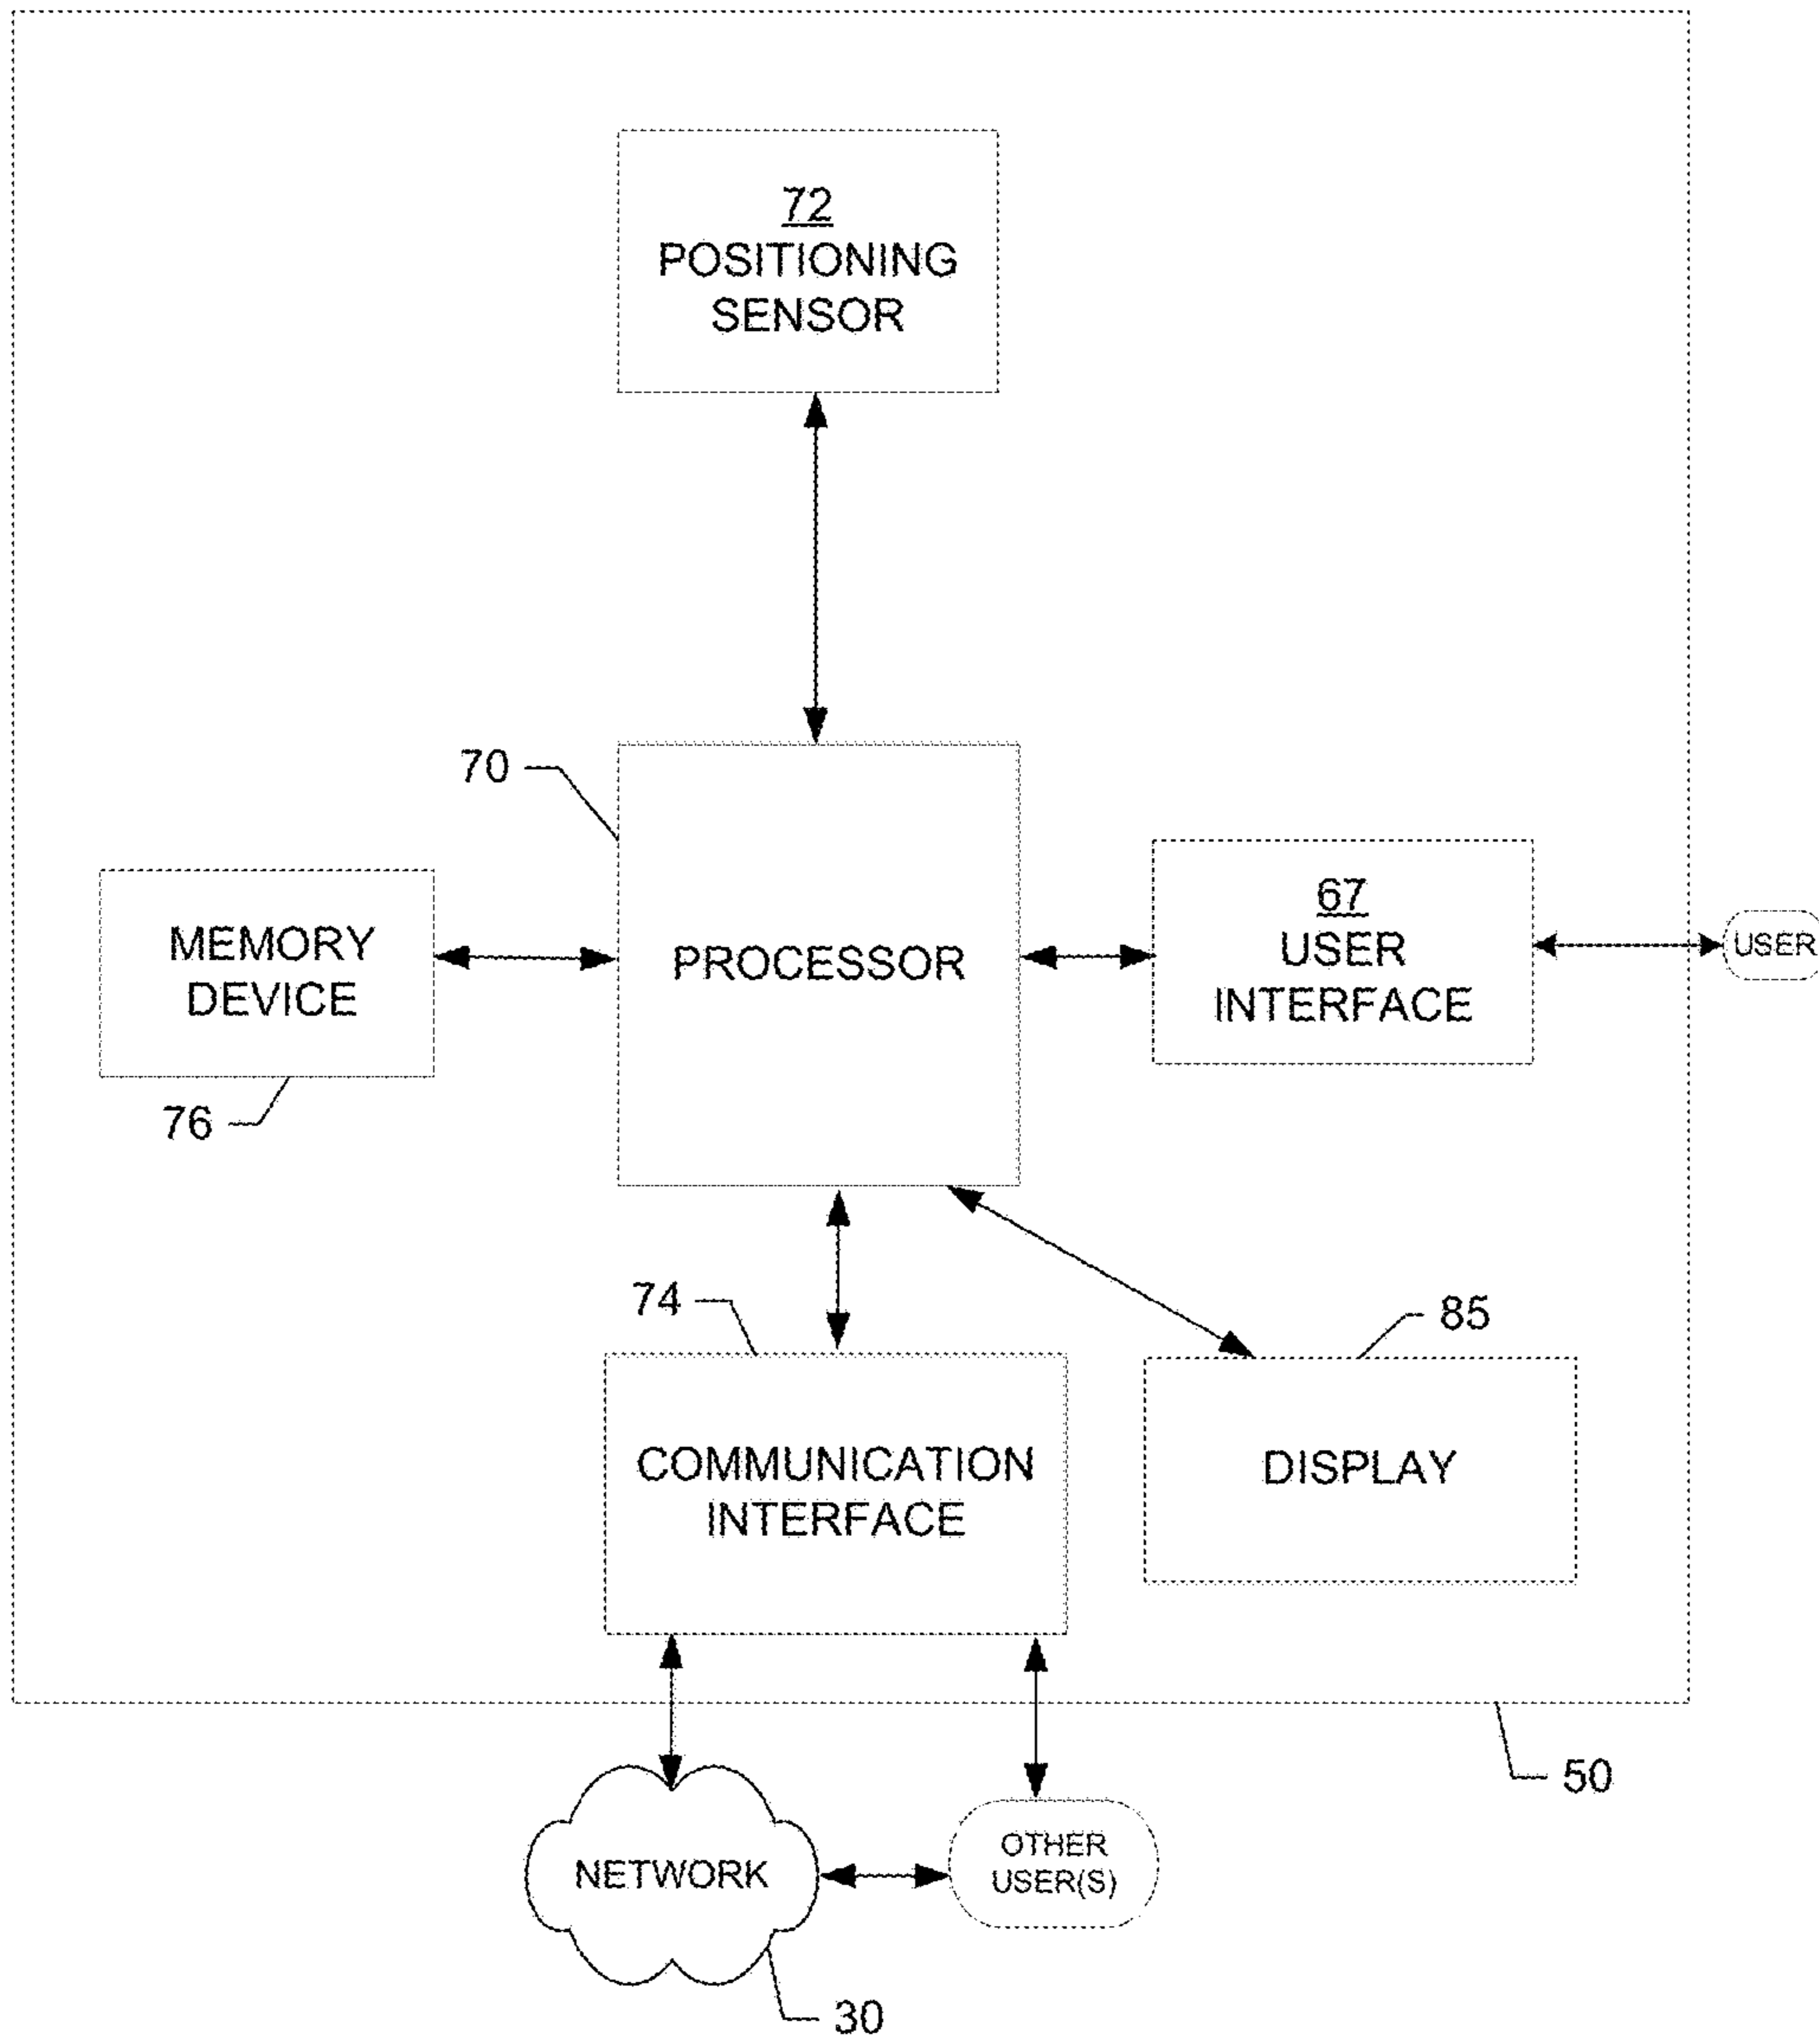 72
POSITIONING
SENSOR
70
PROCESSOR
MEMORY
DEVICE
76
67
USER
INTERFACE
USER
74
COMMUNICATION
INTERFACE
85
DISPLAY
50
NETWORK
OTHER
USER(S)
30